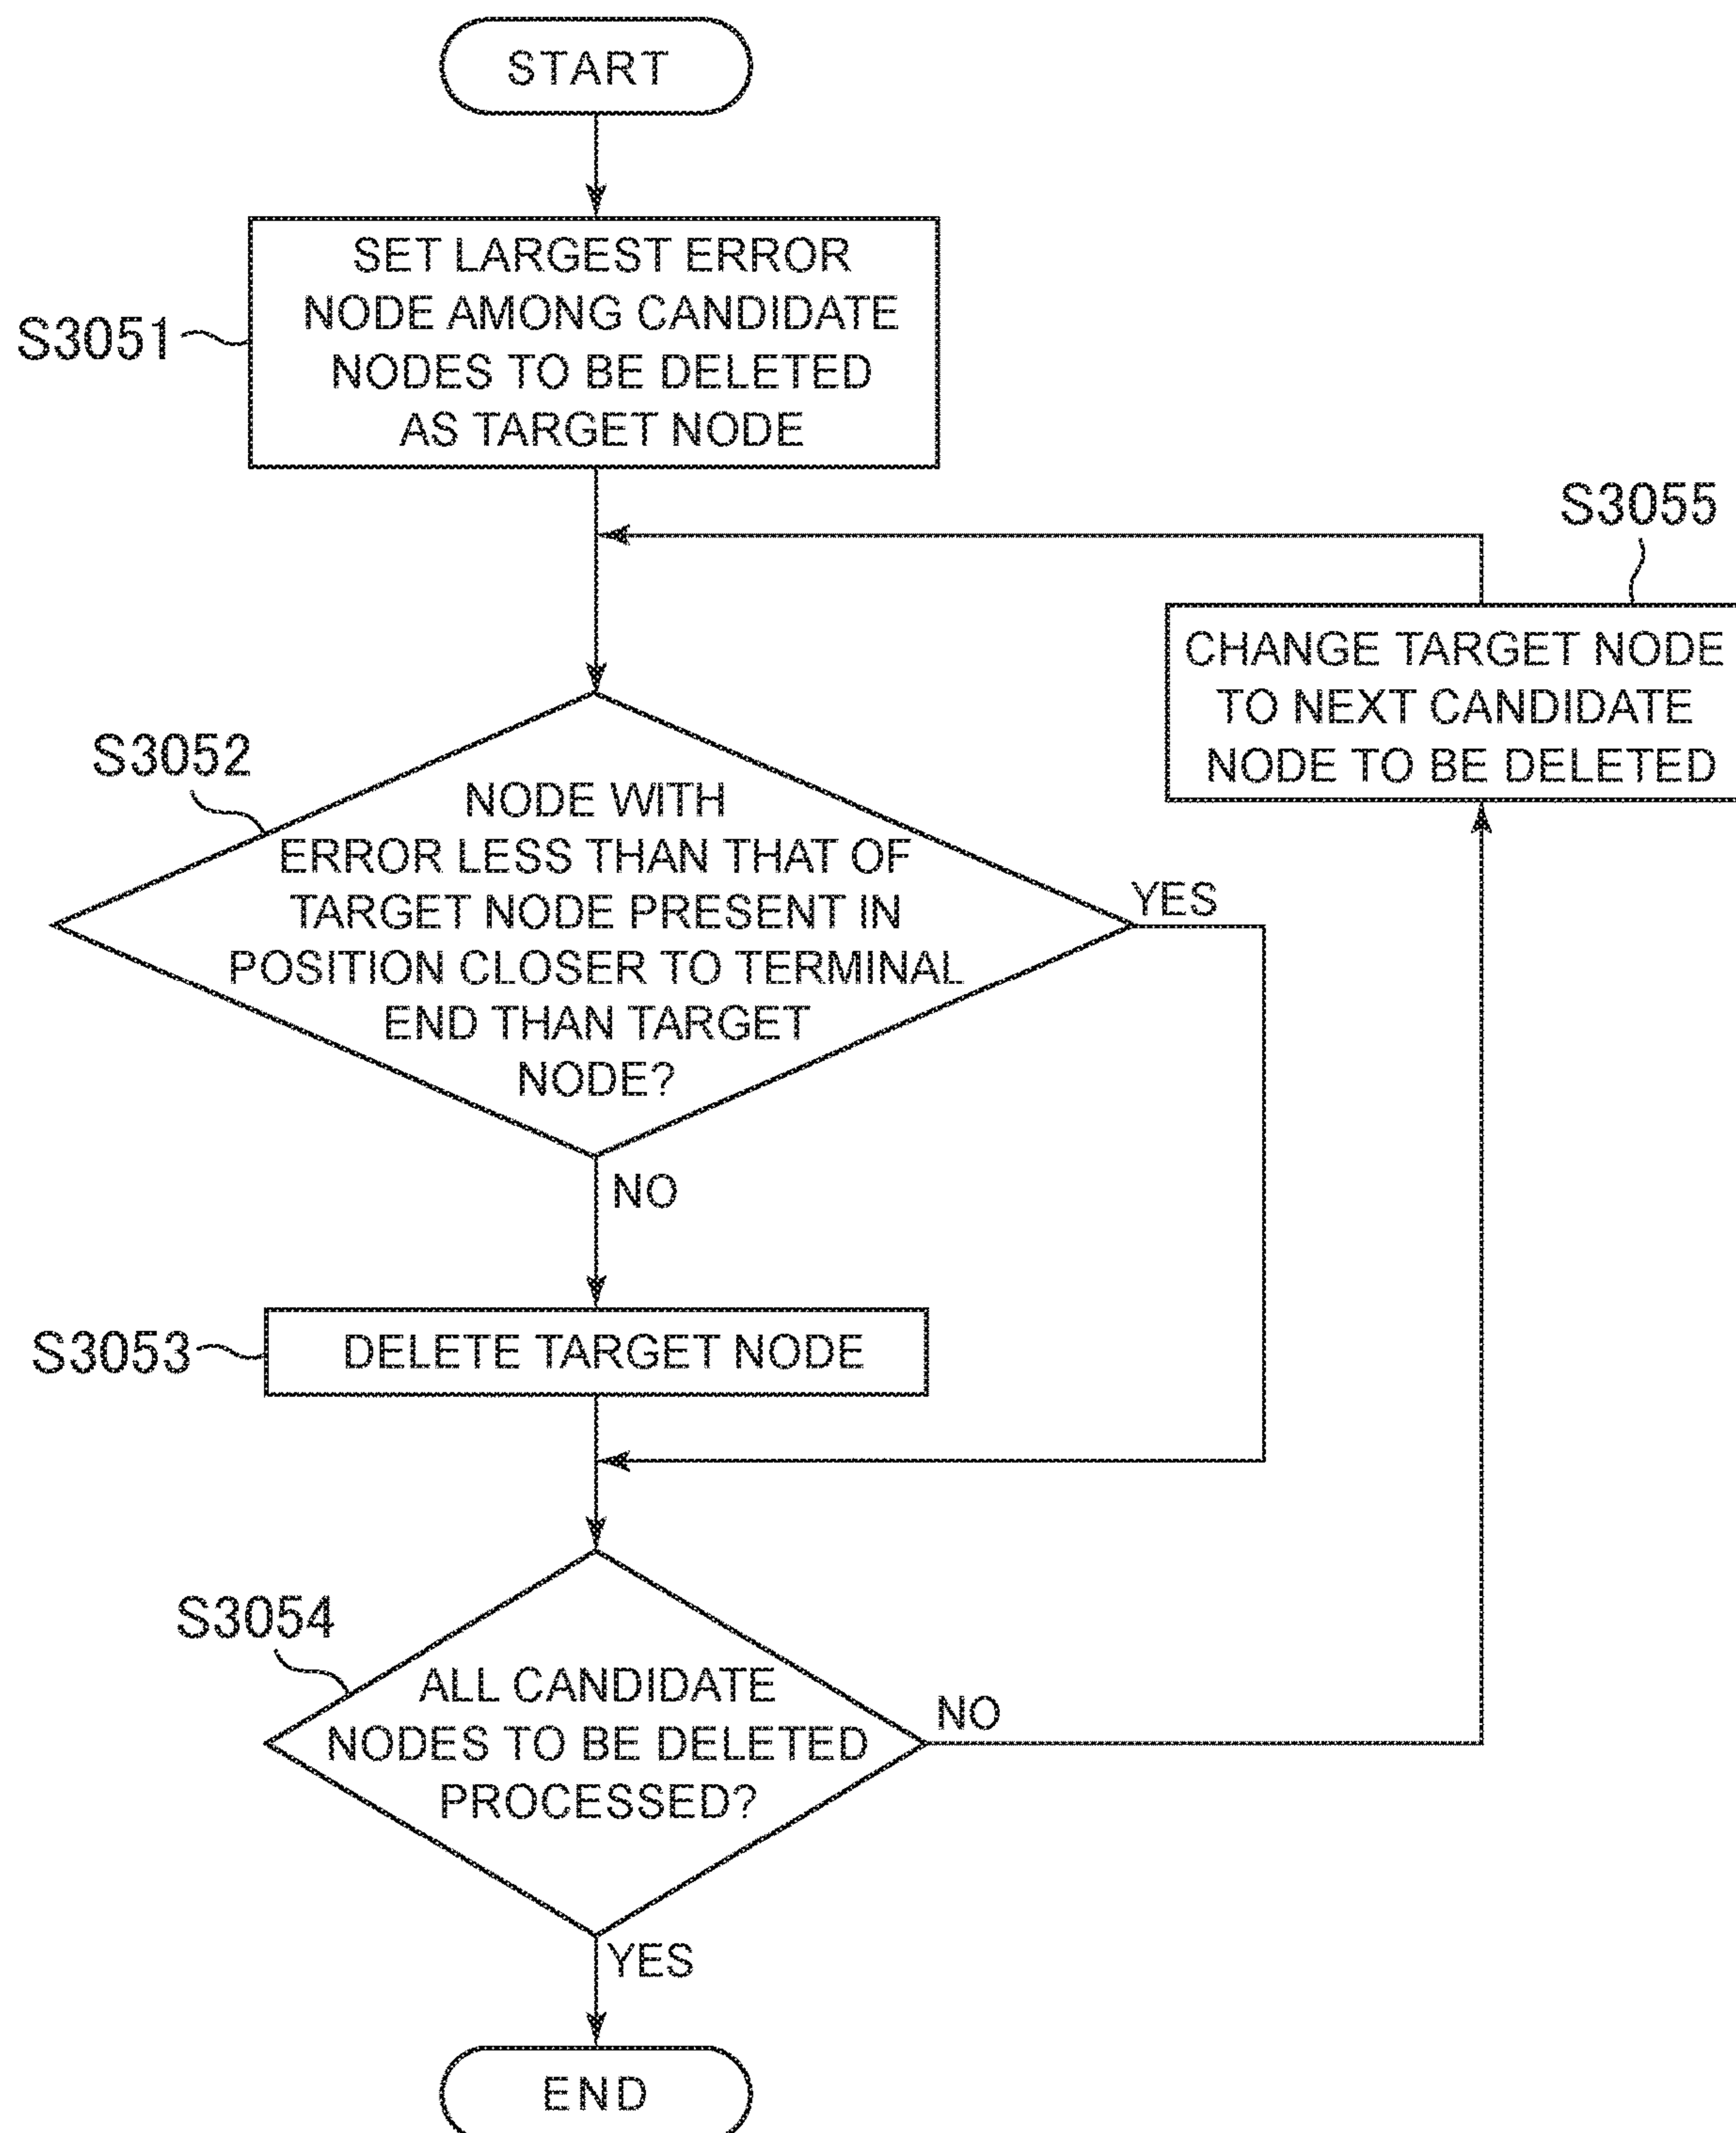 START
S3051
SET LARGEST ERROR
NODE AMONG CANDIDATE
NODES TO BE DELETED
AS TARGET NODE
S3055
CHANGE TARGET NODE
TO NEXT CANDIDATE
NODE TO BE DELETED
S3052
NODE WITH
ERROR LESS THAN THAT OF
TARGET NODE PRESENT IN
POSITION CLOSER TO TERMINAL
END THAN TARGET
NODE?
YES
NO
S3053
DELETE TARGET NODE
S3054
ALL CANDIDATE
NODES TO BE DELETED
PROCESSED?
NO
YES
END